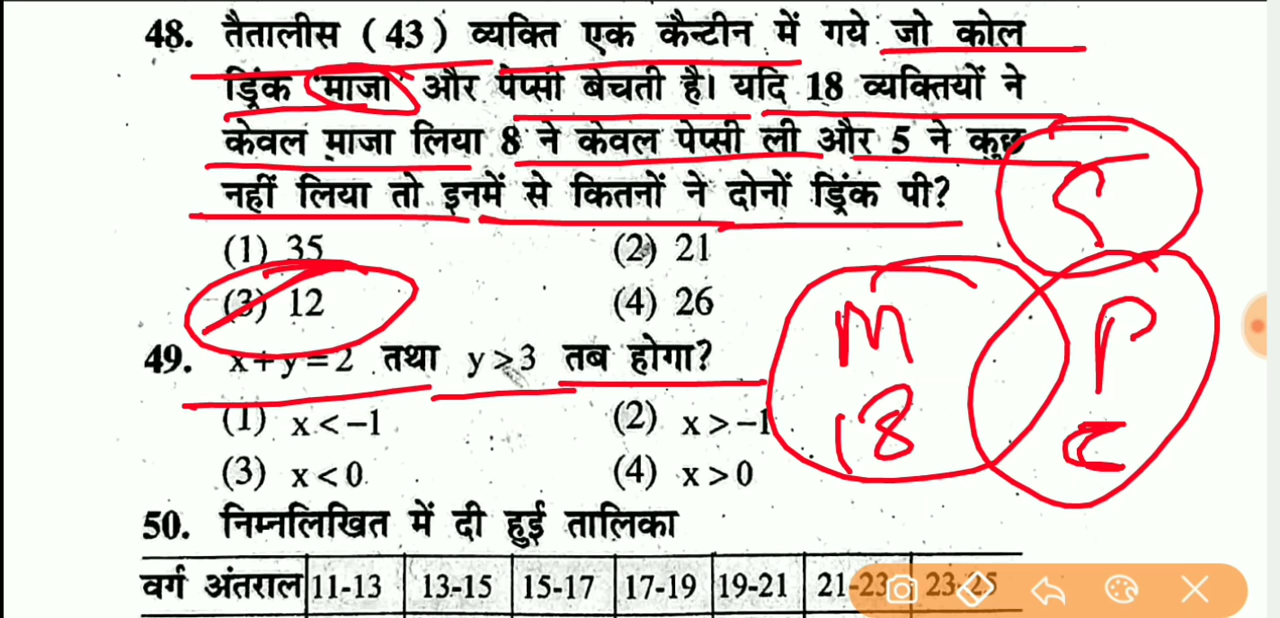 48. तैतालीस ( 43 ) व्यक्ति एक कैन्टीन में गये जो कोल
ड्रिंक 'माजा' और पेप्सी बेचती है। यदि 18 व्यक्तियों ने
केवल माजा लिया 8 ने केवल पेप्सी ली और 5 ने कुछ
नहीं लिया तो इनमें से कितनों ने दोनों ड्रिंक पी?
(1) 35 (2) 21
(3) 12 (4) 26
M P
18
49. x+y=2 तथा y>3 तब होगा?
(1) x<-1 (2) x>-1
(3) x<0 (4) x>0
50. निम्नलिखित में दी हुई तालिका
वर्ग अंतराल 11-13 13-15 15-17 17-19 19-21 21-23 23-25